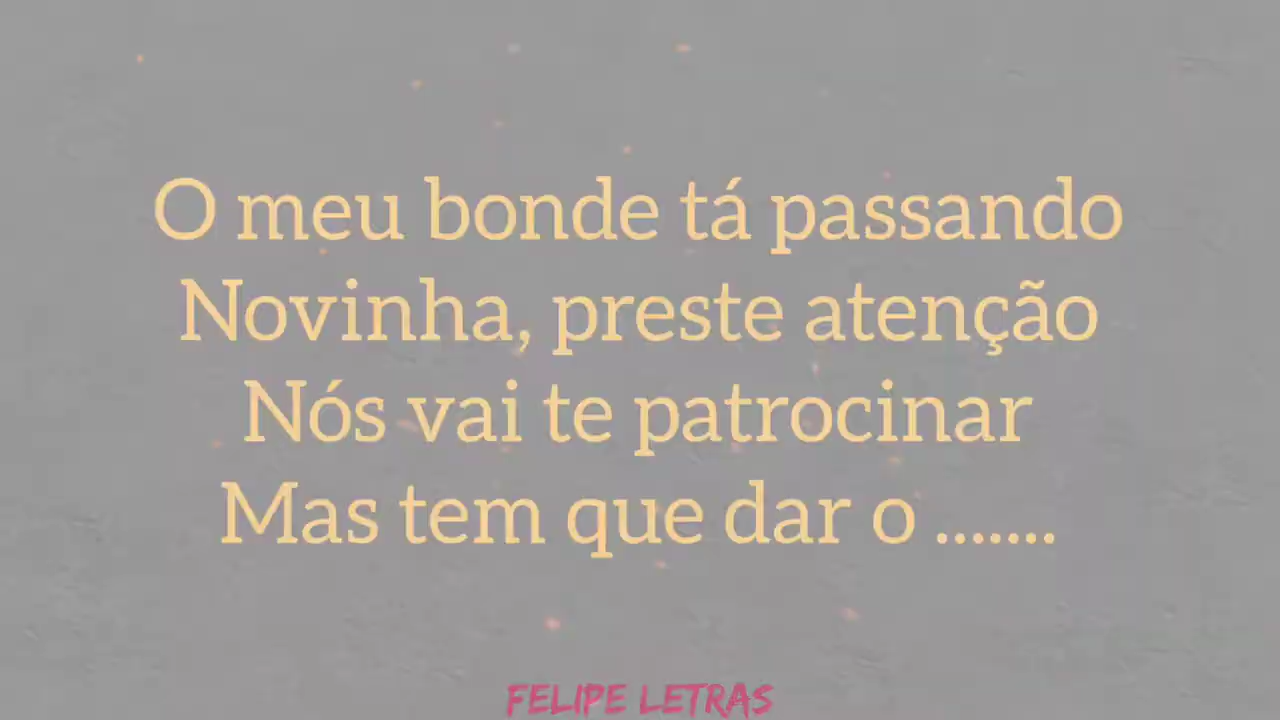 O meu bonde tá passando
Novinha, preste atenção
Nós vai te patrocinar
Mas tem que dar o .......
FELIPE LETRAS